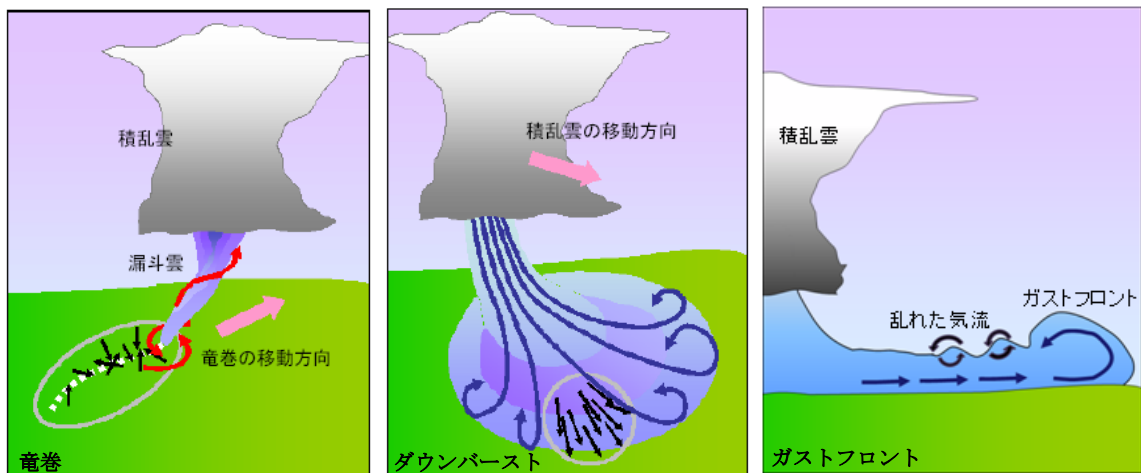 積乱雲
漏斗雲
竜巻の移動方向
竜巻
積乱雲の移動方向
ダウンバースト
積乱雲
ガストフロント
乱れた気流
ガストフロント